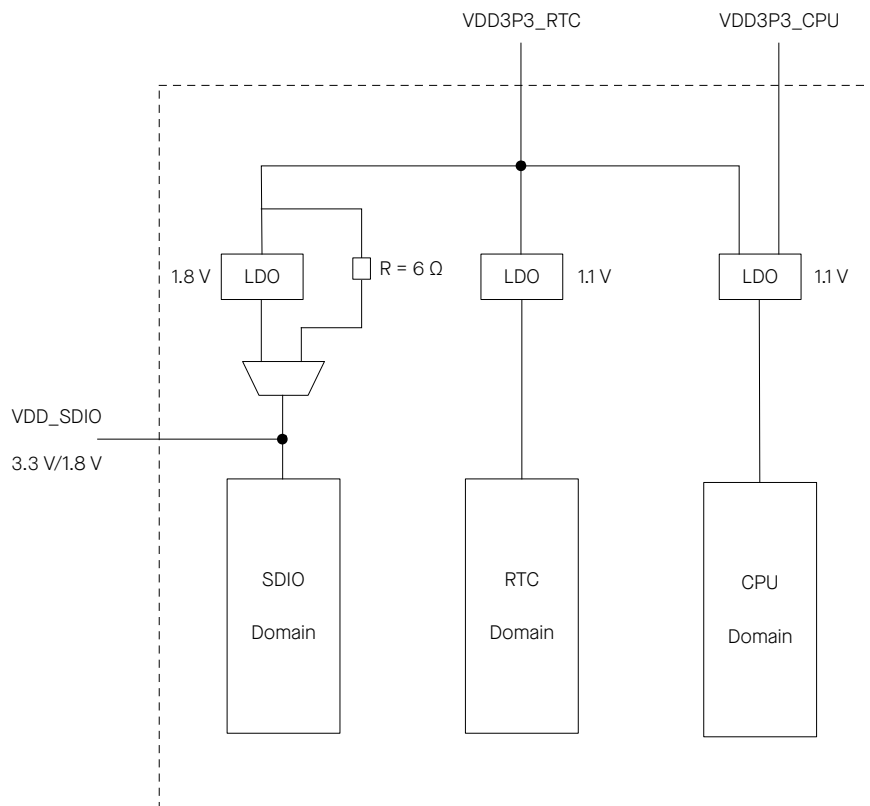 VDD3P3_RTC
VDD3P3_CPU
1.8 V
LDO
R = 6 Ω
LDO
1.1 V
LDO
1.1 V
VDD_SDIO
3.3 V/1.8 V
SDIO
Domain
RTC
Domain
CPU
Domain